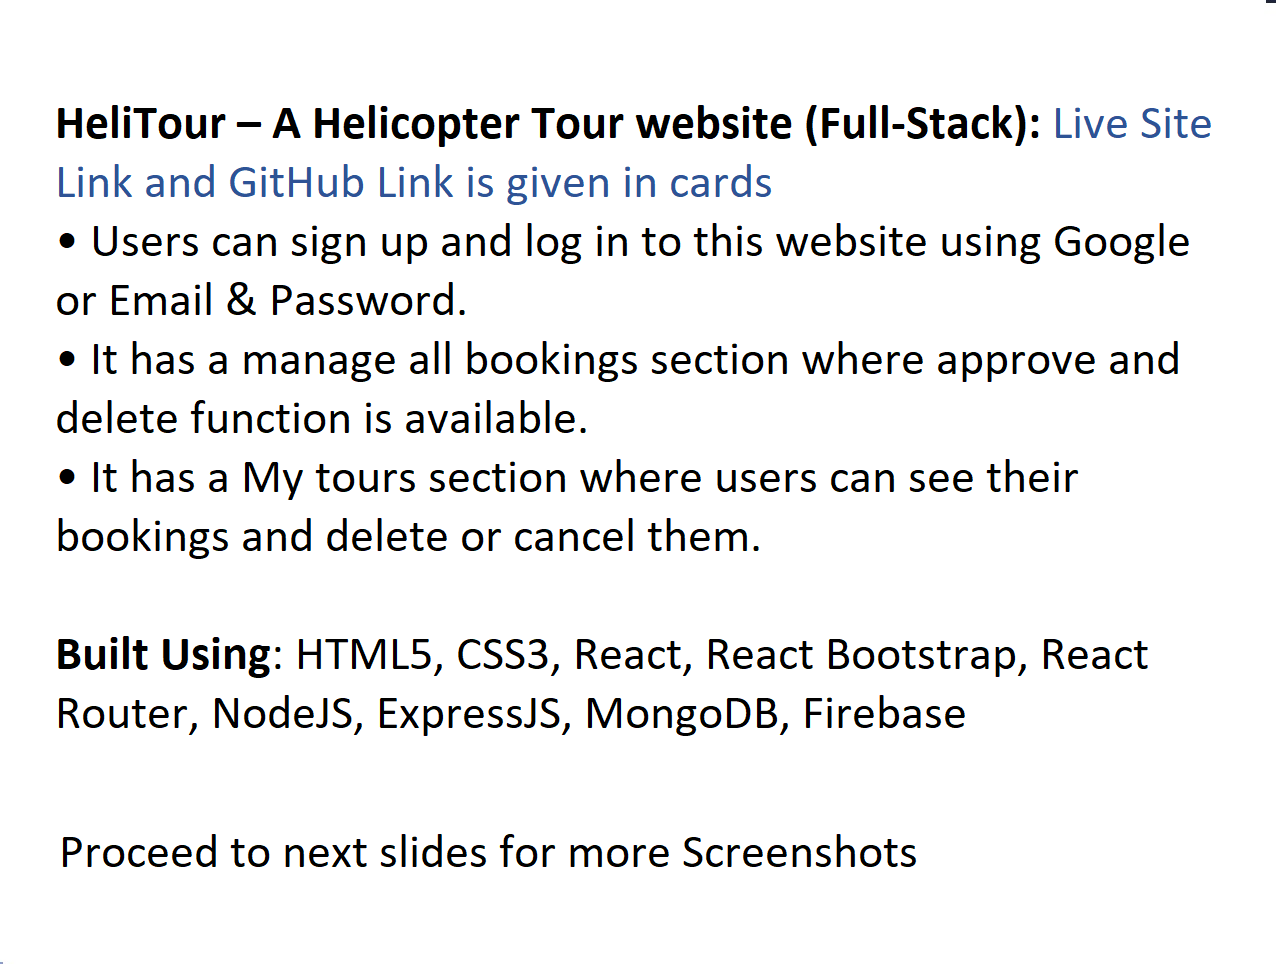 HeliTour – A Helicopter Tour website (Full-Stack): Live Site
Link and GitHub Link is given in cards
• Users can sign up and log in to this website using Google
or Email & Password.
• It has a manage all bookings section where approve and
delete function is available.
• It has a My tours section where users can see their
bookings and delete or cancel them.
Built Using: HTML5, CSS3, React, React Bootstrap, React
Router, NodeJS, ExpressJS, MongoDB, Firebase
Proceed to next slides for more Screenshots